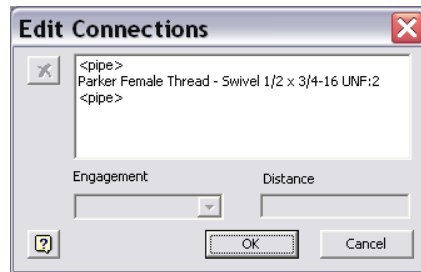 Edit Connections
<pipe>
Parker Female Thread - Swivel 1/2 x 3/4-16 UNF:2
<pipe>
Engagement Distance
OK Cancel